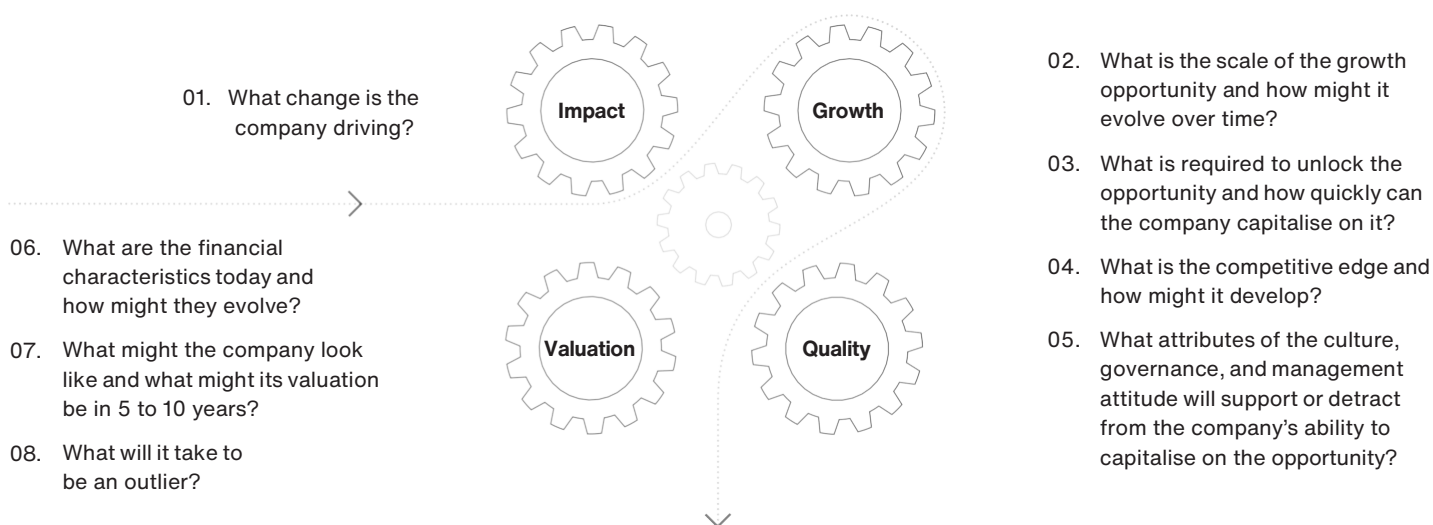 01. What change is the
company driving?
Impact
Growth
02. What is the scale of the growth
opportunity and how might it
evolve over time?
03. What is required to unlock the
opportunity and how quickly can
the company capitalise on it?
04. What is the competitive edge and
how might it develop?
05. What attributes of the culture,
governance, and management
attitude will support or detract
from the company’s ability to
capitalise on the opportunity?
Quality
Valuation
06. What are the financial
characteristics today and
how might they evolve?
07. What might the company look
like and what might its valuation
be in 5 to 10 years?
08. What will it take to
be an outlier?